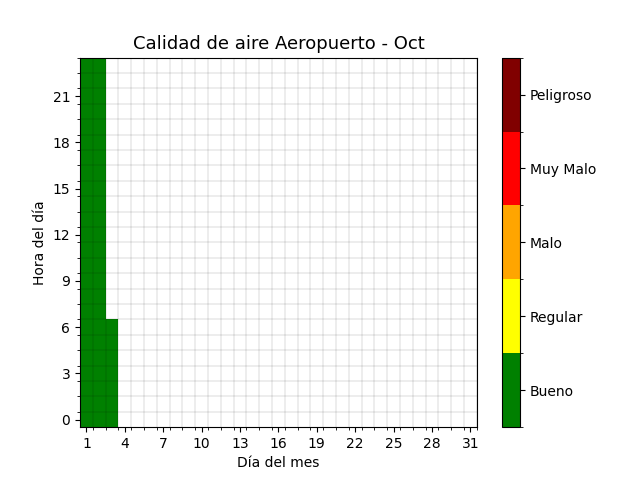 Calidad de aire Aeropuerto - Oct
Hora del día
21
18
15
12
9
6
3
0
1 4 7 10 13 16 19 22 25 28 31
Día del mes
Peligroso
Muy Malo
Malo
Regular
Bueno